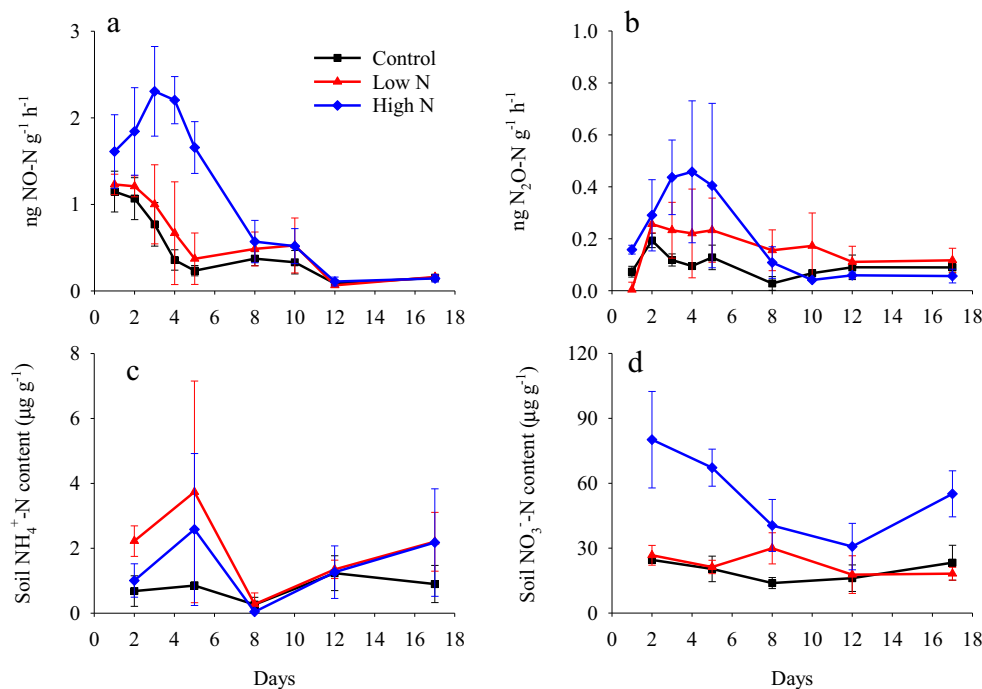 a
ng NO-N g⁻¹ h⁻¹
3
2
1
0
Control
Low N
High N
0 2 4 6 8 10 12 14 16 18
b
ng N₂O-N g⁻¹ h⁻¹
1.0
0.8
0.6
0.4
0.2
0.0
0 2 4 6 8 10 12 14 16 18
c
Soil NH₄⁺-N content (μg g⁻¹)
8
6
4
2
0
0 2 4 6 8 10 12 14 16 18
Days
d
Soil NO₃⁻-N content (μg g⁻¹)
120
90
60
30
0
0 2 4 6 8 10 12 14 16 18
Days